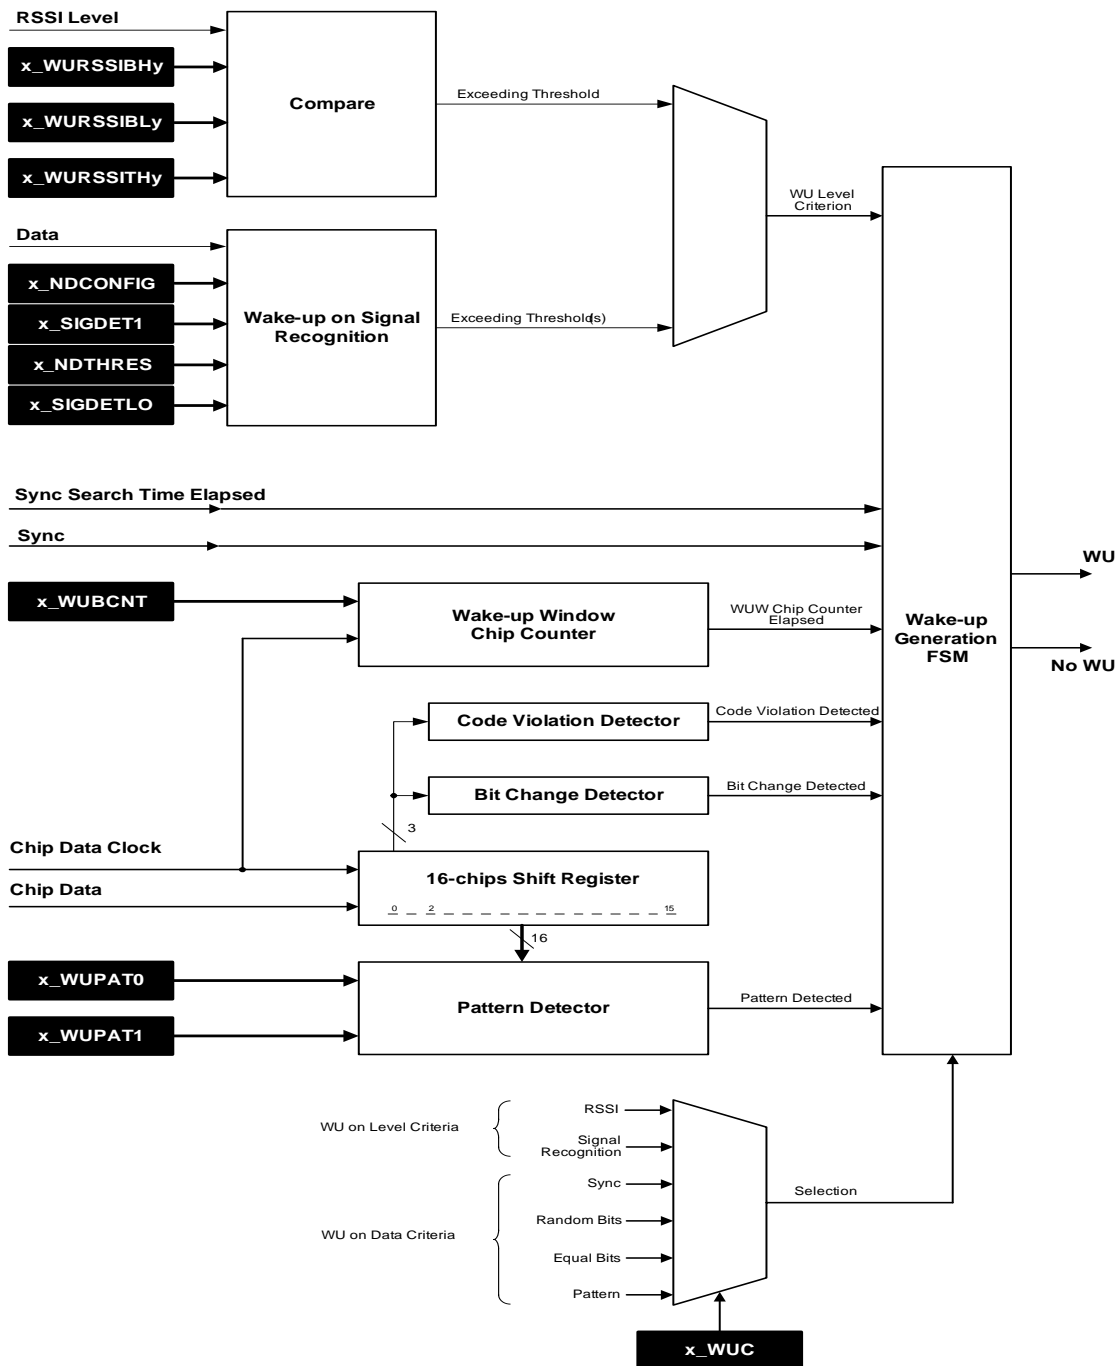 RSSI Level
x_WURSSIBHy
x_WURSSIBLy
x_WURSSITHy
Compare
Exceeding Threshold
WU Level
Criterion
Data
x_NDCONFIG
x_SIGDET1
x_NDTHRES
x_SIGDETLO
Wake-up on Signal
Recognition
Exceeding Threshold(s)
Sync Search Time Elapsed
Sync
x_WUBCNT
Wake-up Window
Chip Counter
WUW Chip Counter
Elapsed
Wake-up
Generation
FSM
WU
No WU
Code Violation Detector
Code Violation Detected
Bit Change Detector
Bit Change Detected
3
Chip Data Clock
Chip Data
16-chips Shift Register
0 2 15
16
x_WUPAT0
x_WUPAT1
Pattern Detector
Pattern Detected
WU on Level Criteria
RSSI
Signal
Recognition
WU on Data Criteria
Sync
Random Bits
Equal Bits
Pattern
Selection
x_WUC